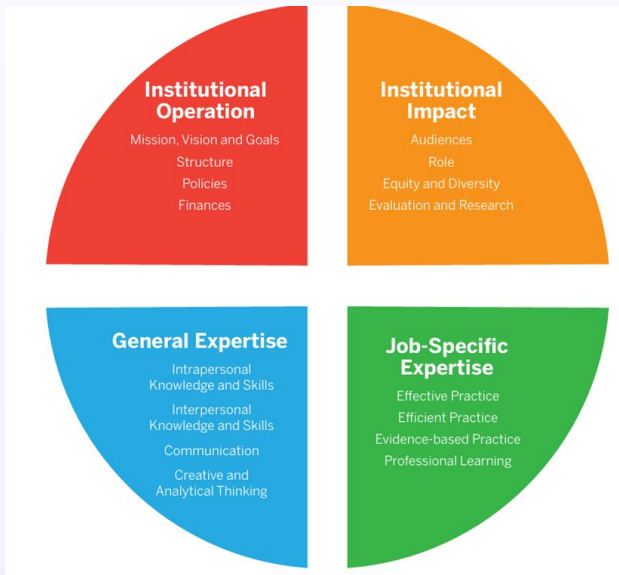 Institutional
Operation
Mission, Vision and Goals
Structure
Policies
Finances
Institutional
Impact
Audiences
Role
Equity and Diversity
Evaluation and Research
General Expertise
Intrapersonal
Knowledge and Skills
Interpersonal
Knowledge and Skills
Communication
Creative and
Analytical Thinking
Job-Specific
Expertise
Effective Practice
Efficient Practice
Evidence-based Practice
Professional Learning